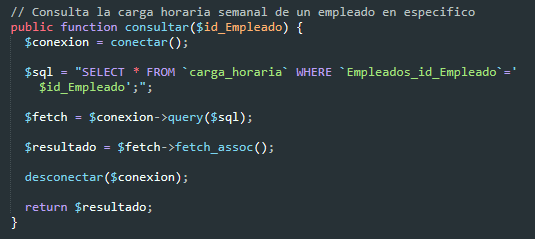 // Consulta la carga horaria semanal de un empleado en especifico
public function consultar($id_Empleado) {
$conexion = conectar();
$sql = "SELECT * FROM `carga_horaria` WHERE `Empleados_id_Empleado`='
$id_Empleado';";
$fetch = $conexion->query($sql);
$resultado = $fetch->fetch_assoc();
desconectar($conexion);
return $resultado;
}